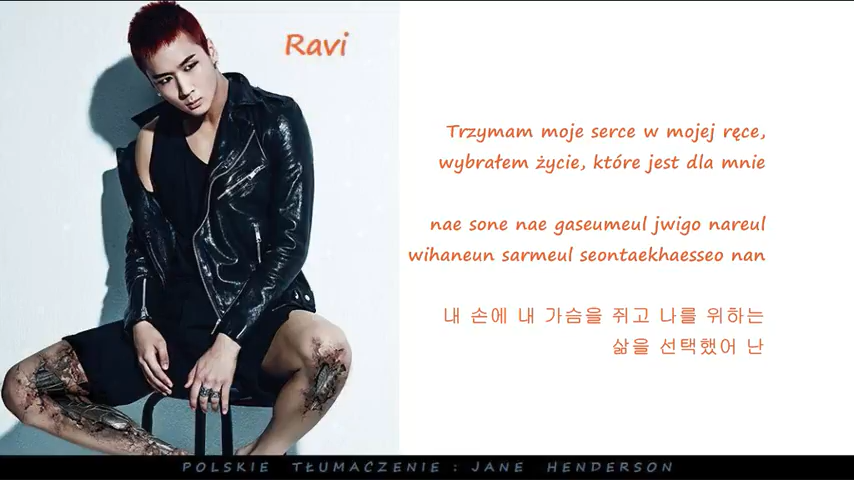 Ravi
Trzymam moje serce w mojej ręce,
wybrałem życie, które jest dla mnie
nae sone nae gaseumeul jwigo nareul
wihaneun sarmeul seontaekhaesseo nan
내 손에 내 가슴을 쥐고 나를 위하는
삶을 선택했어 난
POLSKIE TŁUMACZENIE : JANE HENDERSON